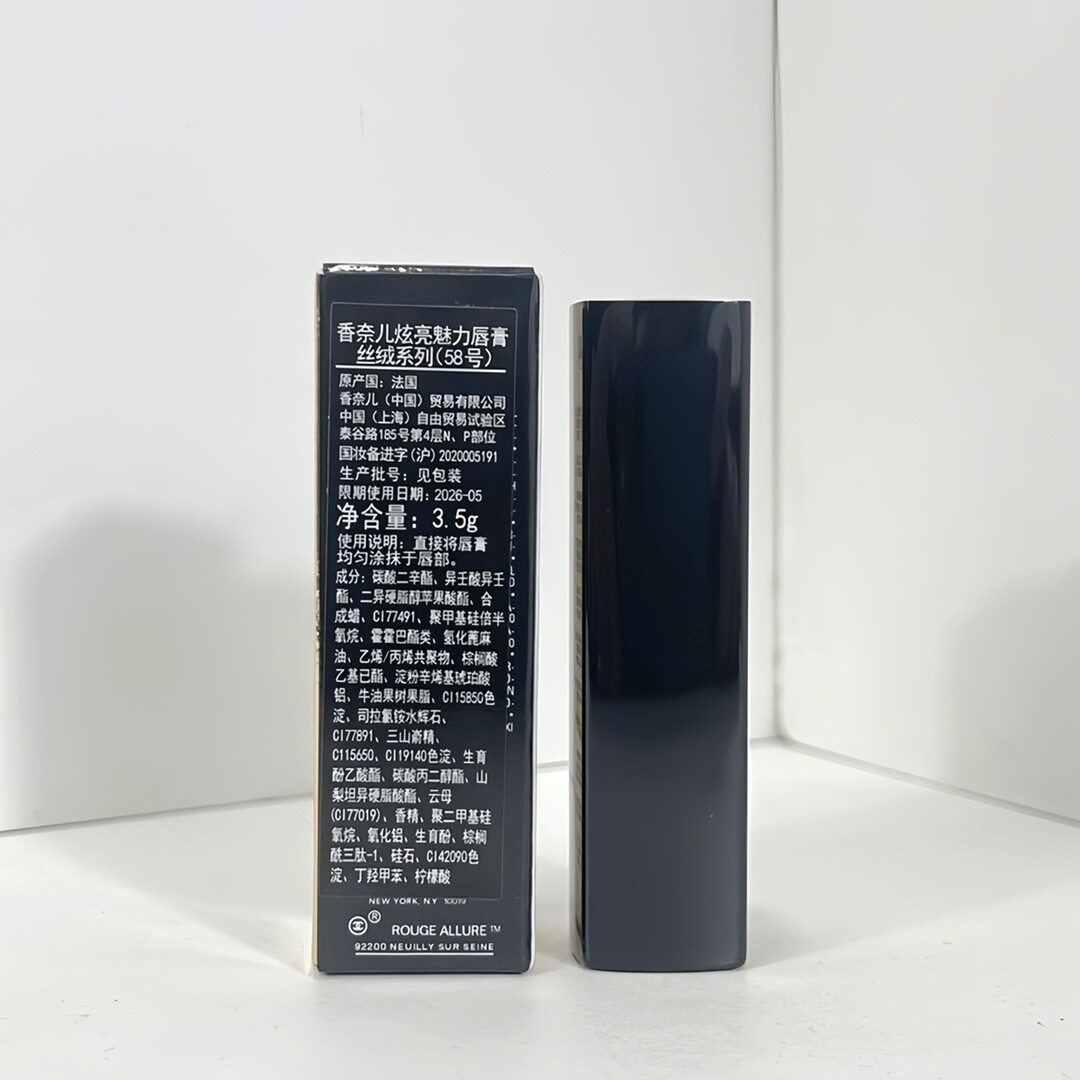 香奈儿炫亮魅力唇膏
丝绒系列(58号)
原产国：法国
香奈儿（中国）贸易有限公司
中国（上海）自由贸易试验区
泰谷路185号第4层N、P部位
国妆备进字(沪)2020005191
生产批号：见包装
限期使用日期：2026-05
净含量：3.5g
使用说明：直接将唇膏
均匀涂抹于唇部。
成分：碳酸二辛酯、异壬酸异壬
酯、二异硬脂醇苹果酸酯、合
成蜡、CI77491、聚甲基硅倍半
氧烷、霍霍巴酯类、氢化蓖麻
油、乙烯/丙烯共聚物、棕榈酸
乙基己酯、淀粉辛烯基琥珀酸
铝、牛油果树果脂、CI15850色
淀、司拉氯铵水辉石、
CI77891、三山嵛精、
C115650、CI19140色淀、生育
酚乙酸酯、碳酸丙二醇酯、山
梨坦异硬脂酸酯、云母
(CI77019)、香精、聚二甲基硅
氧烷、氧化铝、生育酚、棕榈
酰三肽-1、硅石、CI42090色
淀、丁羟甲苯、柠檬酸
NEW YORK, NY 10019
® ROUGE ALLURE™
92200 NEUILLY SUR SEINE